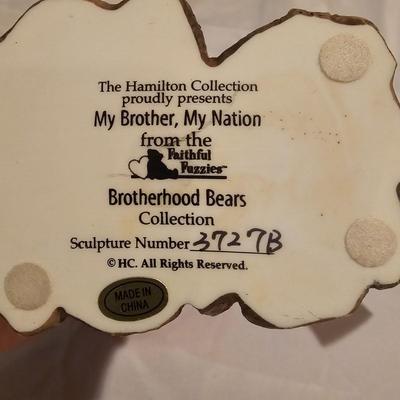 The Hamilton Collection
proudly presents
My Brother, My Nation
from the
Faithful
Fuzzies™
Brotherhood Bears
Collection
Sculpture Number 3727B
© HC. All Rights Reserved.
MADE IN
CHINA